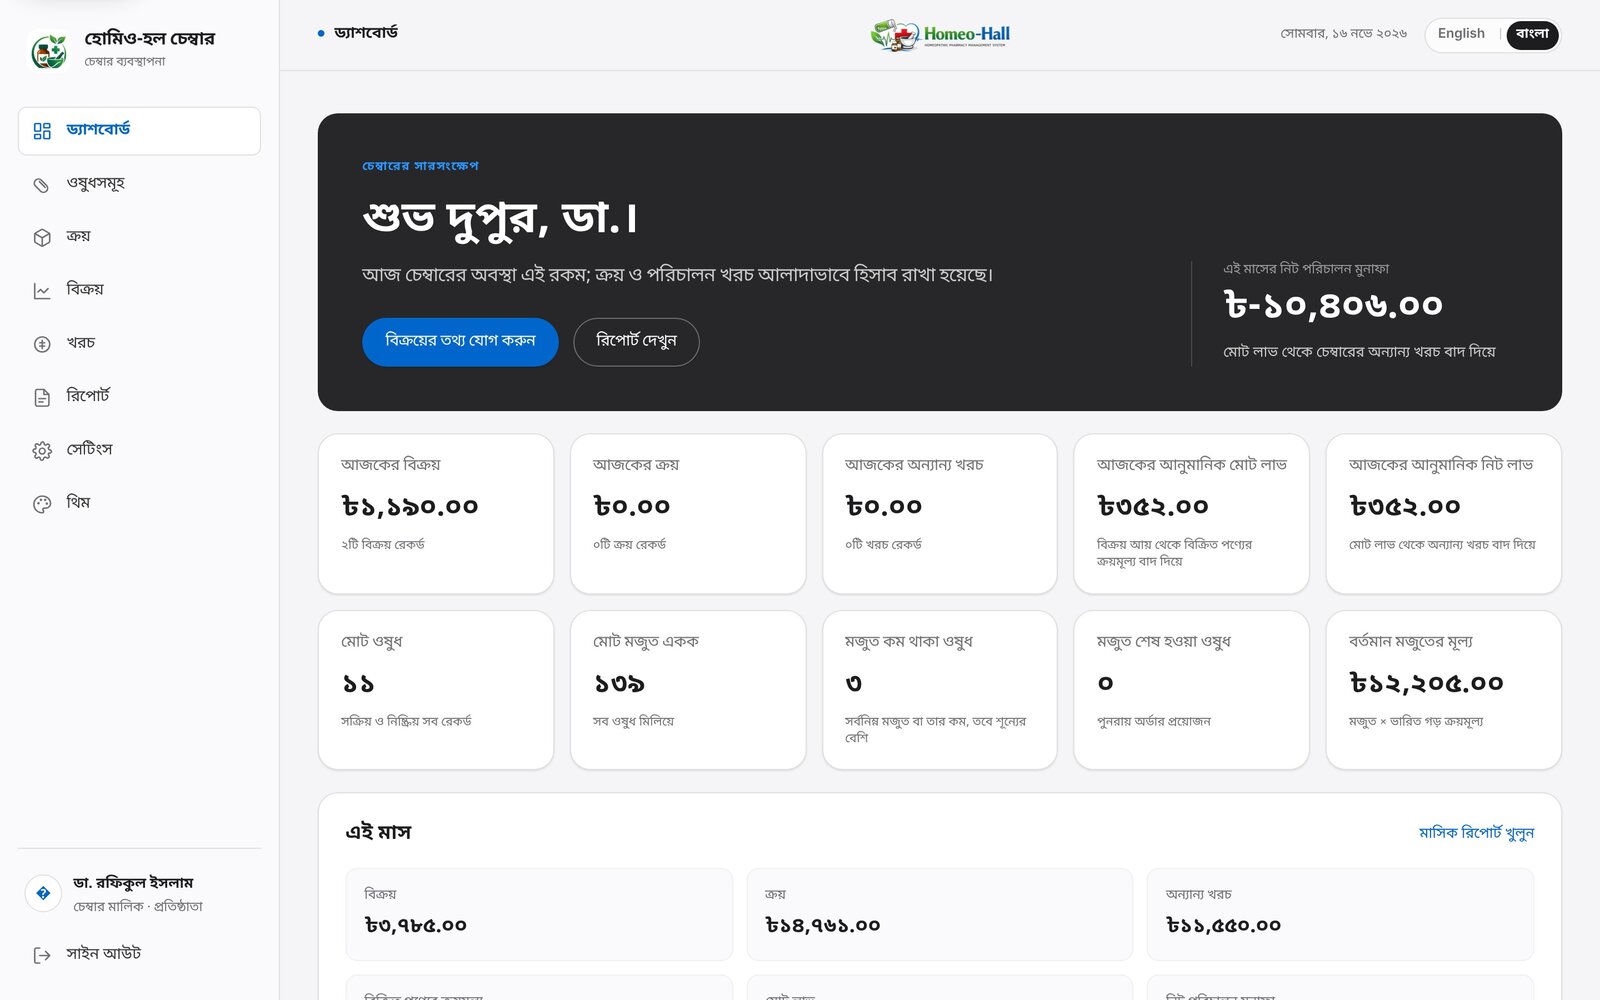 হোমিও-হল চেম্বার
চেম্বার ব্যবস্থাপনা
ড্যাশবোর্ড
ওষুধসমূহ
ক্রয়
বিক্রয়
খরচ
রিপোর্ট
সেটিংস
থিম
ডা. রফিকুল ইসলাম
চেম্বার মালিক · প্রতিষ্ঠাতা
সাইন আউট
ড্যাশবোর্ড
Homeo-Hall
HOMEOPATHIC PHARMACY MANAGEMENT SYSTEM
সোমবার, ১৬ নভে ২০২৬
English
বাংলা
চেম্বারের সারসংক্ষেপ
শুভ দুপুর, ডা.।
আজ চেম্বারের অবস্থা এই রকম; ক্রয় ও পরিচালন খরচ আলাদাভাবে হিসাব রাখা হয়েছে।
বিক্রয়ের তথ্য যোগ করুন
রিপোর্ট দেখুন
এই মাসের নিট পরিচালন মুনাফা
৳-১০,৪০৬.০০
মোট লাভ থেকে চেম্বারের অন্যান্য খরচ বাদ দিয়ে
আজকের বিক্রয়
৳১,১৯০.০০
২টি বিক্রয় রেকর্ড
আজকের ক্রয়
৳০.০০
০টি ক্রয় রেকর্ড
আজকের অন্যান্য খরচ
৳০.০০
০টি খরচ রেকর্ড
আজকের আনুমানিক মোট লাভ
৳৩৫২.০০
বিক্রয় আয় থেকে বিক্রিত পণ্যের
ক্রয়মূল্য বাদ দিয়ে
আজকের আনুমানিক নিট লাভ
৳৩৫২.০০
মোট লাভ থেকে অন্যান্য খরচ বাদ দিয়ে
মোট ওষুধ
১১
সক্রিয় ও নিষ্ক্রিয় সব রেকর্ড
মোট মজুত একক
১৩৯
সব ওষুধ মিলিয়ে
মজুত কম থাকা ওষুধ
৩
সর্বনিম্ন মজুত বা তার কম, তবে শূন্যের
বেশি
মজুত শেষ হওয়া ওষুধ
০
পুনরায় অর্ডার প্রয়োজন
বর্তমান মজুতের মূল্য
৳১২,২০৫.০০
মজুত × ভারিত গড় ক্রয়মূল্য
এই মাস
মাসিক রিপোর্ট খুলুন
বিক্রয়
৳৩,৭৮৫.০০
ক্রয়
৳১৪,৭৬১.০০
অন্যান্য খরচ
৳১১,৫৫০.০০